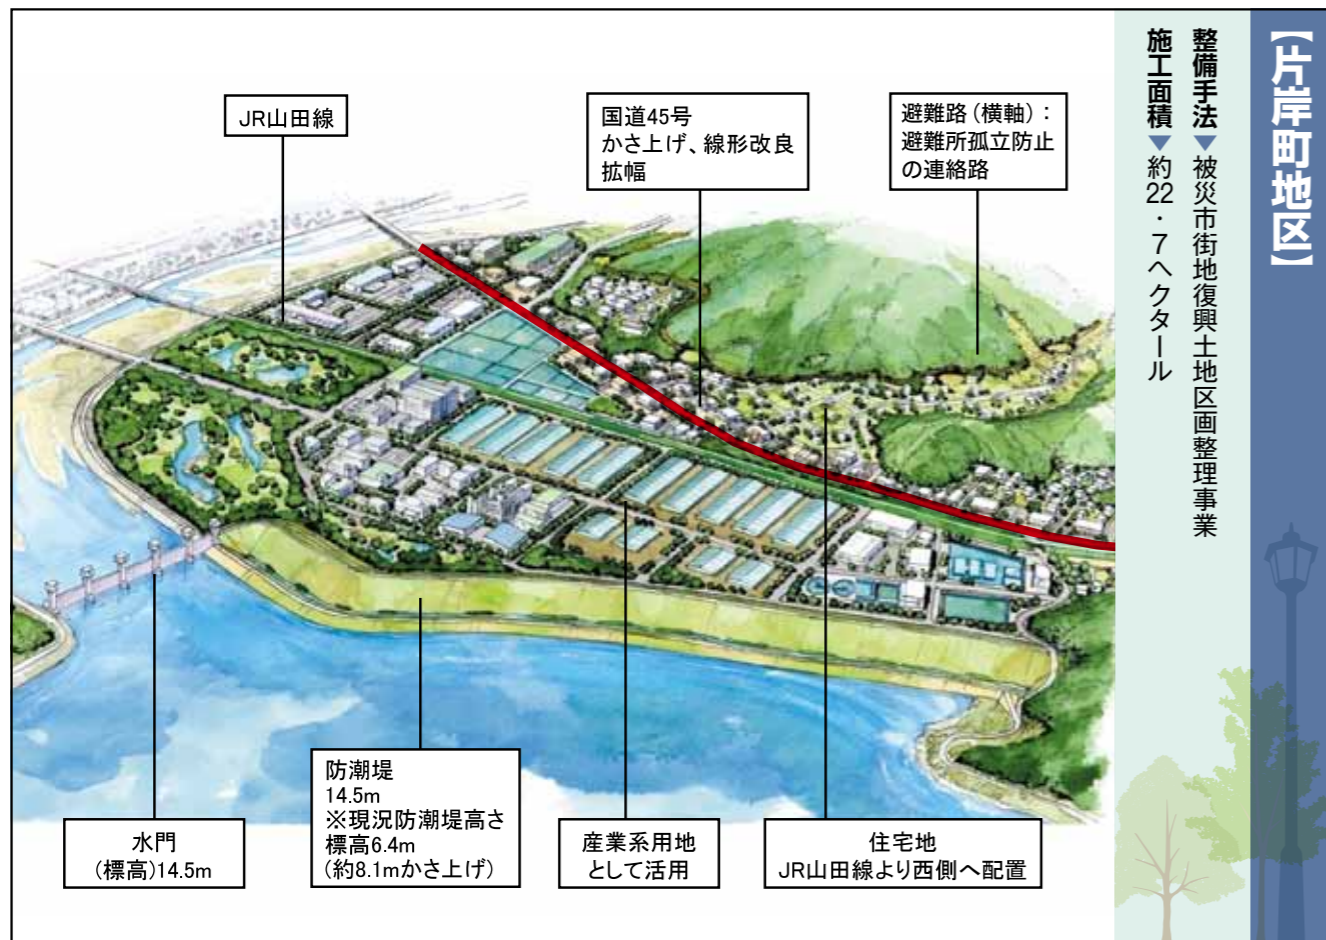 【片岸町地区】
整備手法▼被災市街地復興土地区画整理事業
施工面積▼約22・7ヘクタール
JR山田線
国道45号
かさ上げ、線形改良
拡幅
避難路（横軸）：
避難所孤立防止
の連絡路
水門
(標高)14.5m
防潮堤
14.5m
※現況防潮堤高さ
標高6.4m
(約8.1mかさ上げ)
産業系用地
として活用
住宅地
JR山田線より西側へ配置